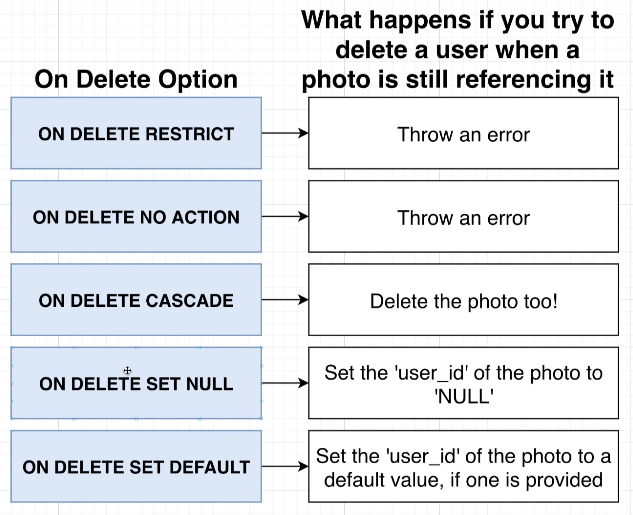 On Delete Option
What happens if you try to
delete a user when a
photo is still referencing it
ON DELETE RESTRICT
Throw an error
ON DELETE NO ACTION
Throw an error
ON DELETE CASCADE
Delete the photo too!
ON DELETE SET NULL
Set the 'user_id' of the photo to
'NULL'
ON DELETE SET DEFAULT
Set the 'user_id' of the photo to a
default value, if one is provided